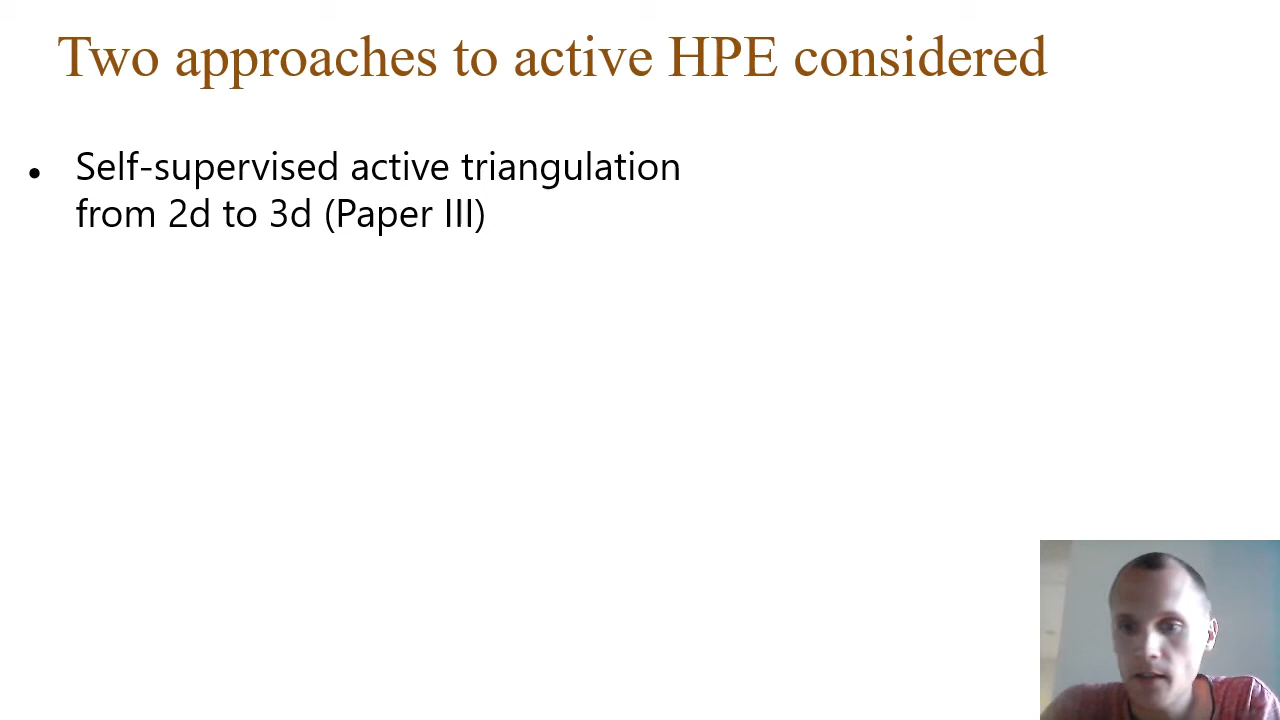 Two approaches to active HPE considered
• Self-supervised active triangulation
from 2d to 3d (Paper III)